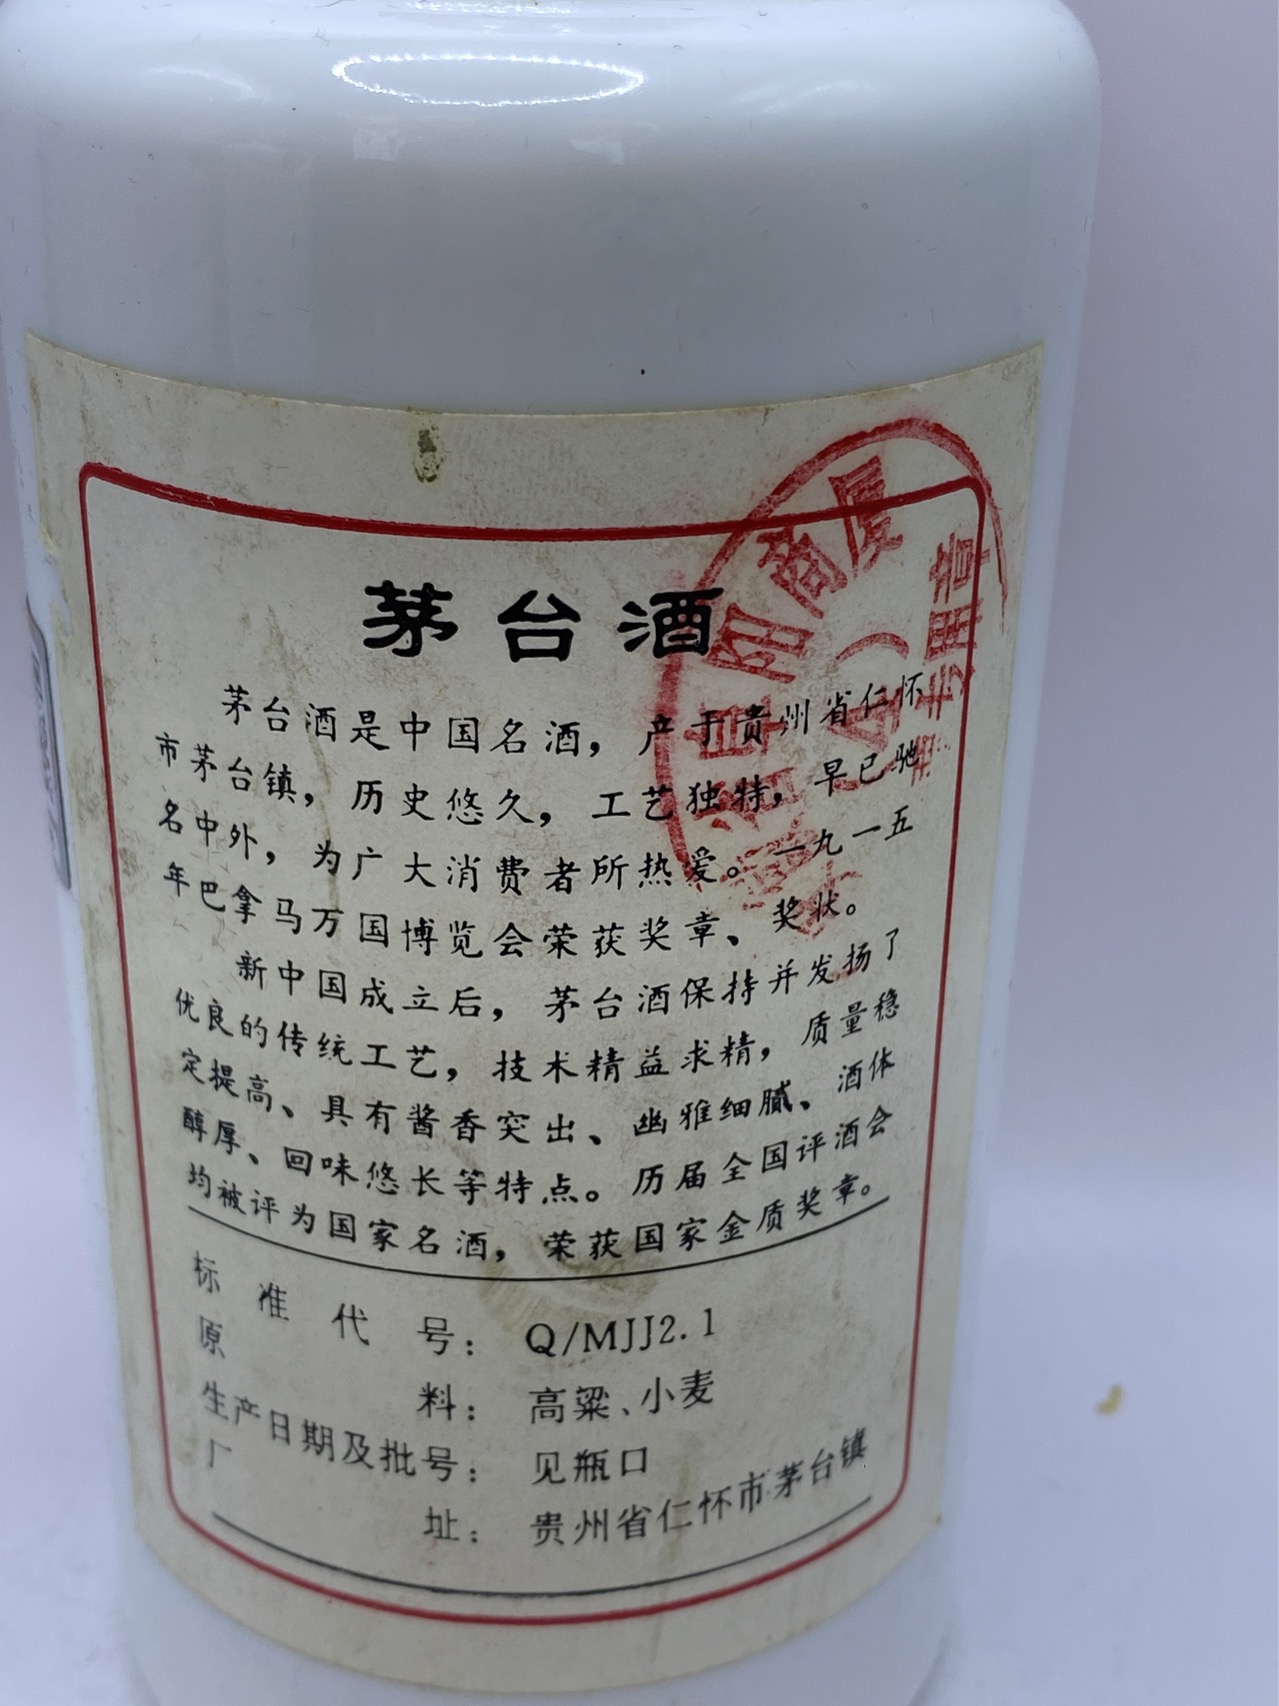 茅台酒
茅台酒是中国名酒，产于贵州省仁怀
市茅台镇，历史悠久，工艺独特，早已驰
名中外，为广大消费者所热爱。一九一五
年巴拿马万国博览会荣获奖章、奖状。
新中国成立后，茅台酒保持并发扬了
优良的传统工艺，技术精益求精，质量稳
定提高、具有酱香突出、幽雅细腻、酒体
醇厚、回味悠长等特点。历届全国评酒会
均被评为国家名酒，荣获国家金质奖章。
标准代号：Q/MJJ2.1
原料：高粱、小麦
生产日期及批号：见瓶口
厂址：贵州省仁怀市茅台镇
阳商厦
专用章